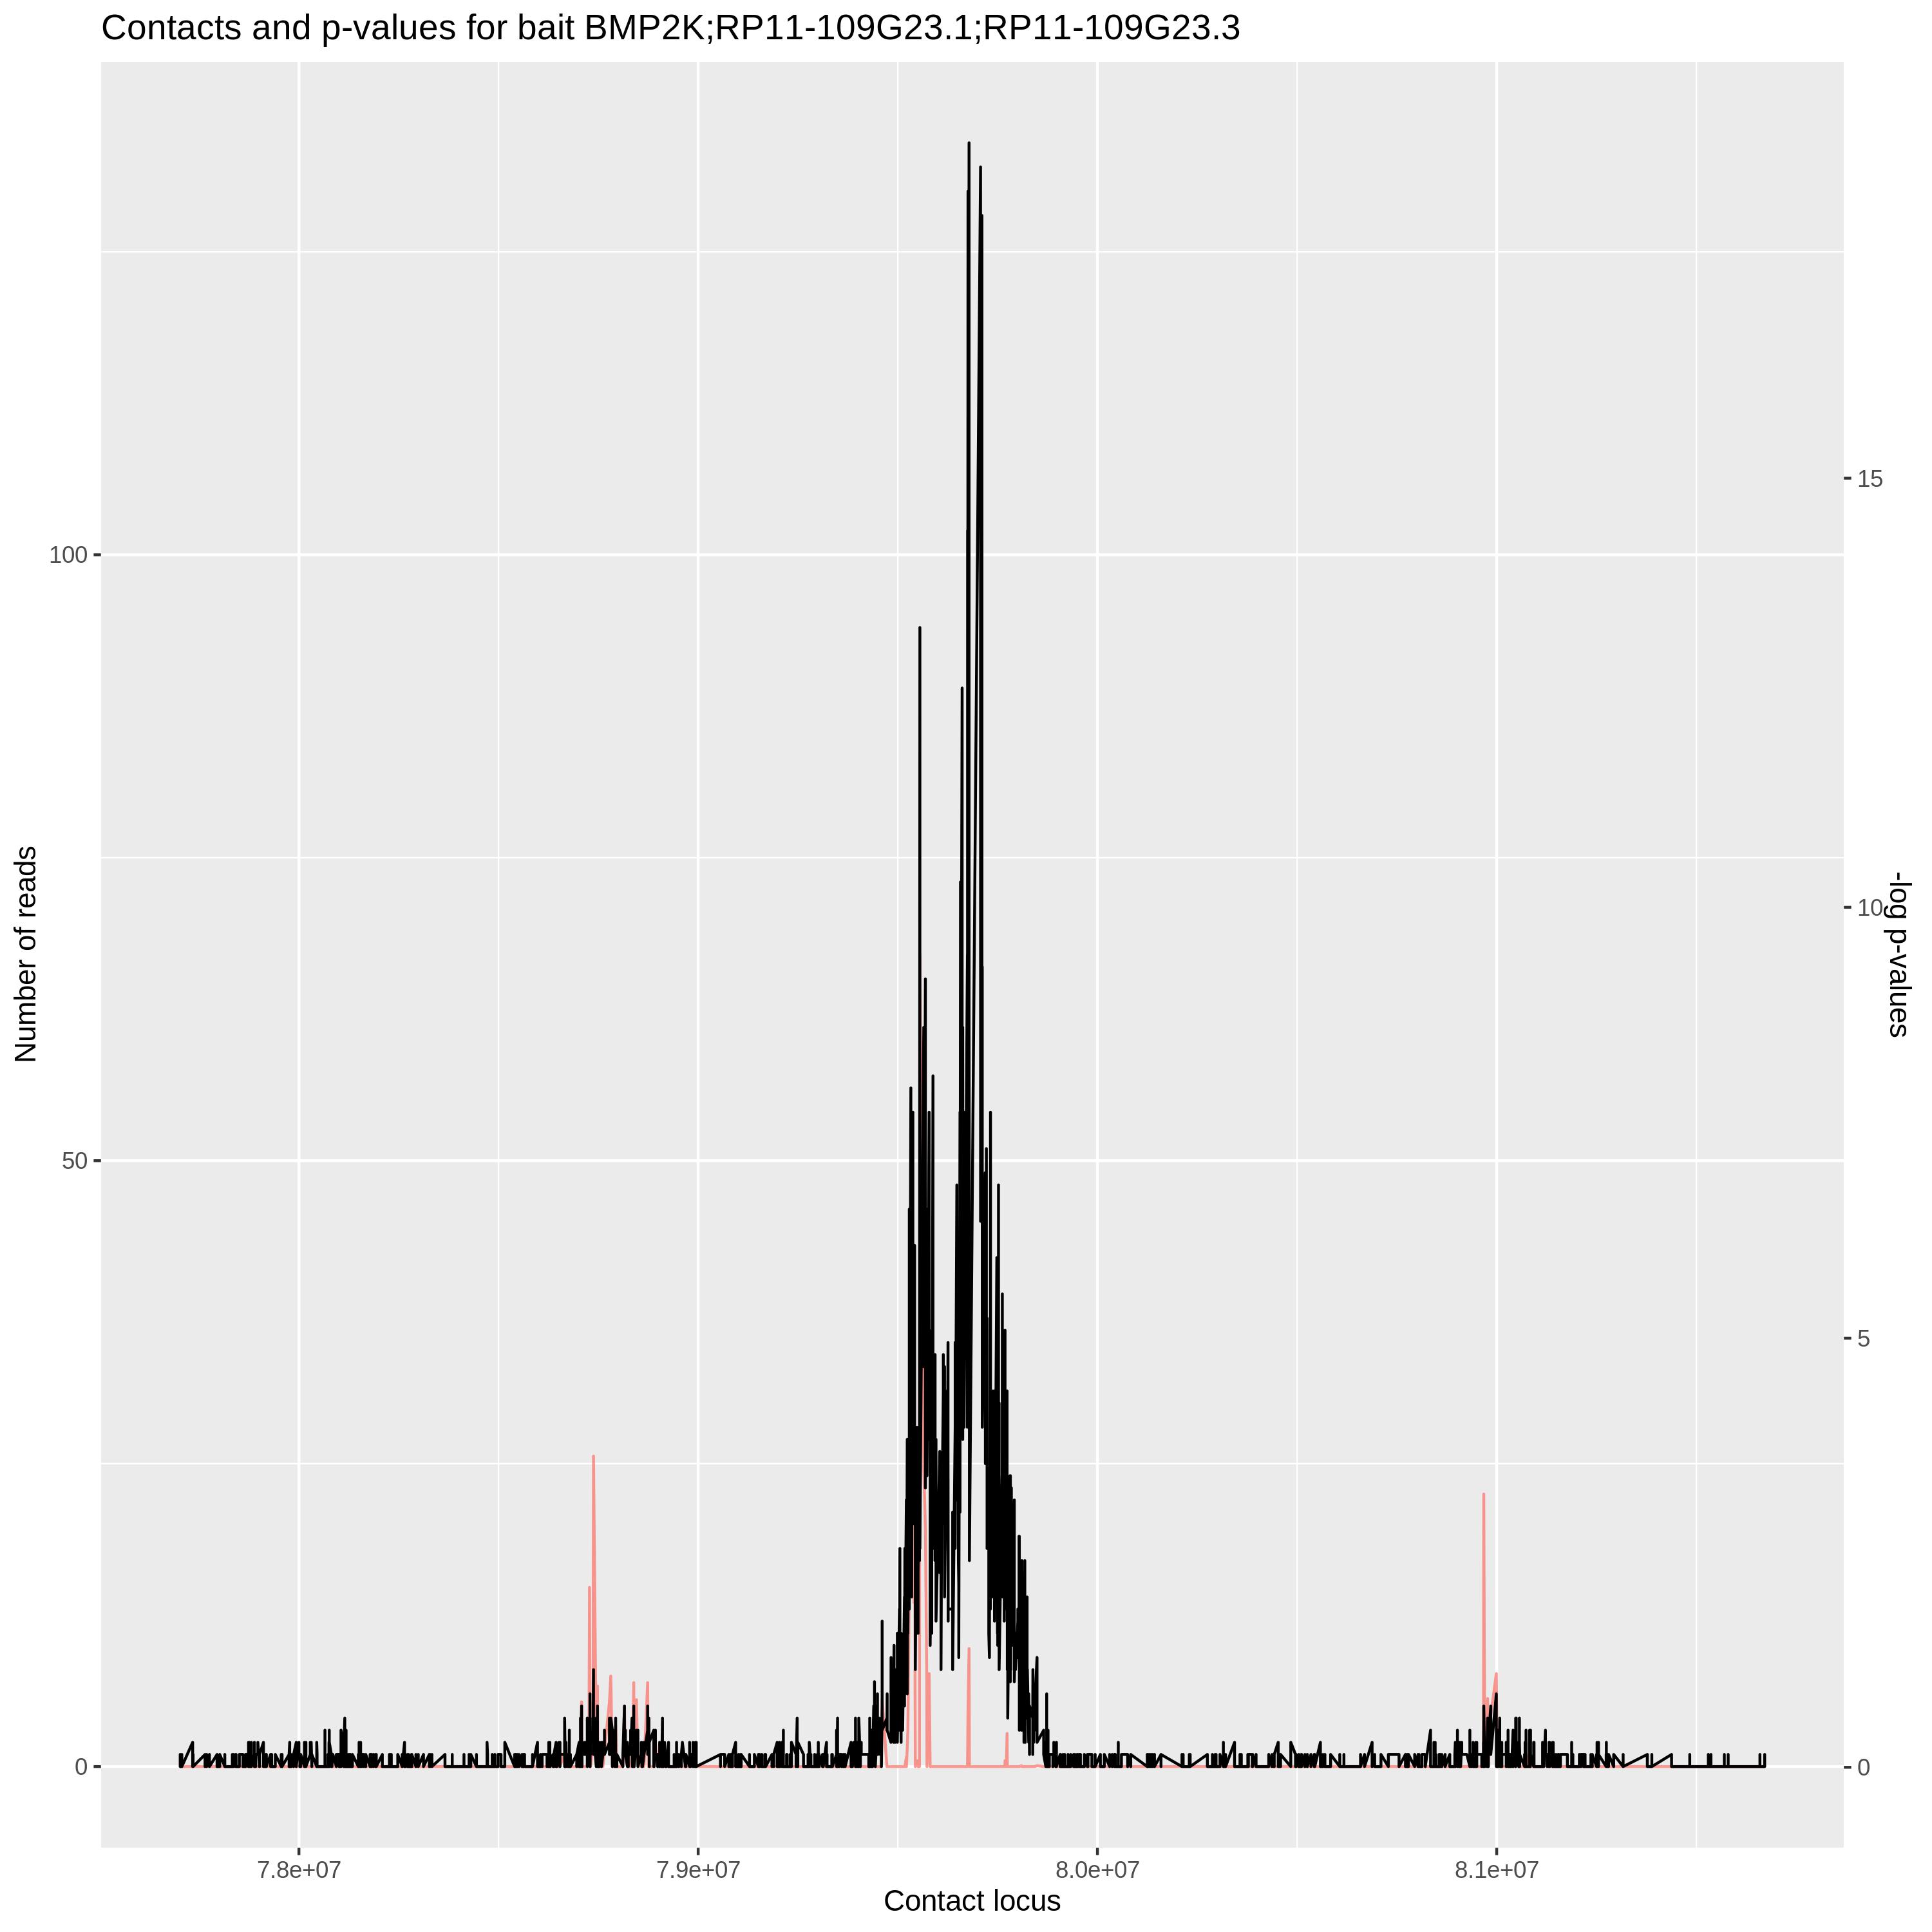 Contacts and p-values for bait BMP2K;RP11-109G23.1;RP11-109G23.3
Number of reads
100
50
0
15
10
5
0
-log p-values
7.8e+07
7.9e+07
8.0e+07
8.1e+07
Contact locus